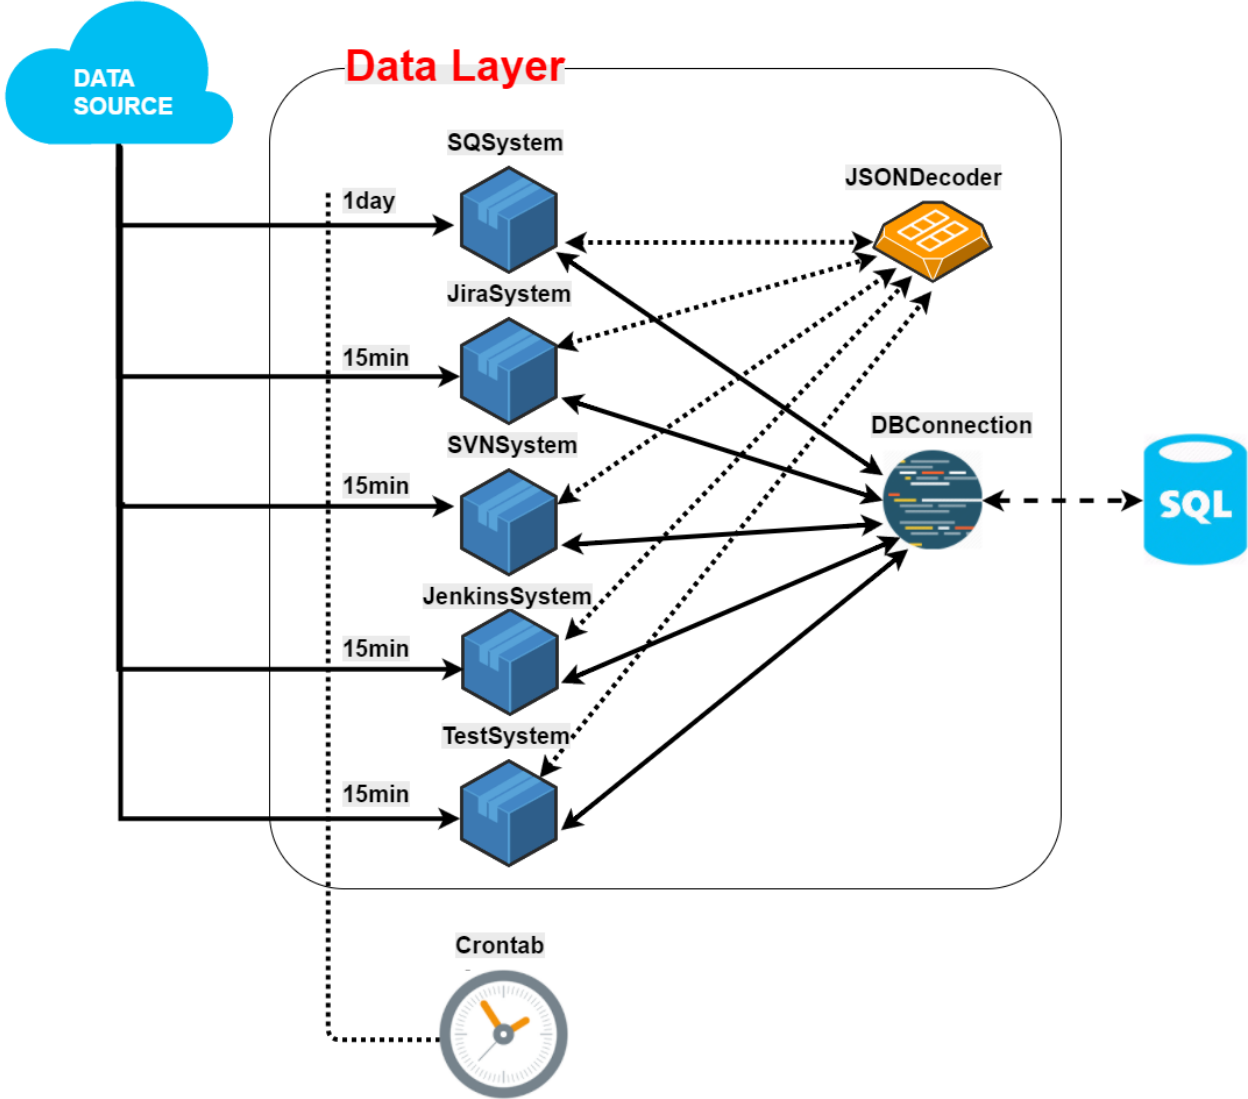 DATA
SOURCE
Data Layer
SQSystem
JSONDecoder
1day
JiraSystem
15min
DBConnection
SVNSystem
15min
SQL
JenkinsSystem
15min
TestSystem
15min
Crontab